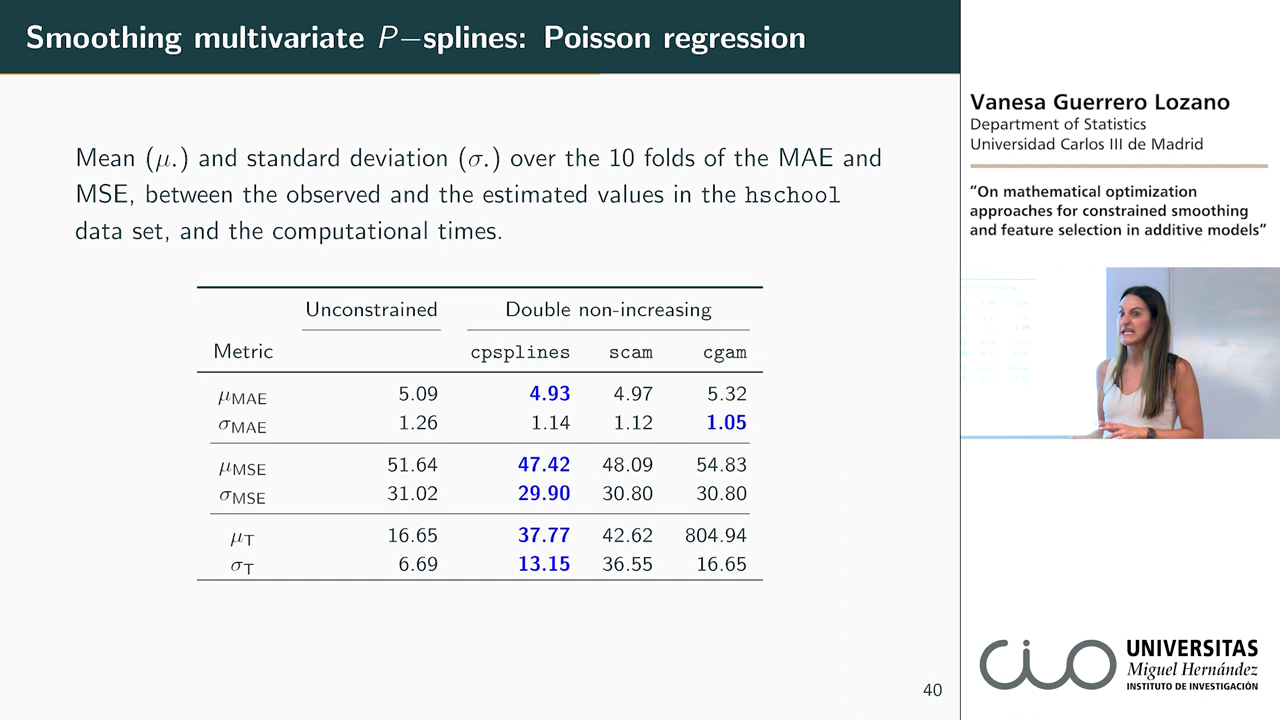 Smoothing multivariate P−splines: Poisson regression
Mean (μ.) and standard deviation (σ.) over the 10 folds of the MAE and
MSE, between the observed and the estimated values in the hschool
data set, and the computational times.
Unconstrained Double non-increasing
Metric cpsplines scam cgam
μMAE 5.09 4.93 4.97 5.32
σMAE 1.26 1.14 1.12 1.05
μMSE 51.64 47.42 48.09 54.83
σMSE 31.02 29.90 30.80 30.80
μT 16.65 37.77 42.62 804.94
σT 6.69 13.15 36.55 16.65
40
Vanesa Guerrero Lozano
Department of Statistics
Universidad Carlos III de Madrid
“On mathematical optimization
approaches for constrained smoothing
and feature selection in additive models”
cio
UNIVERSITAS
Miguel Hernández
INSTITUTO DE INVESTIGACIÓN